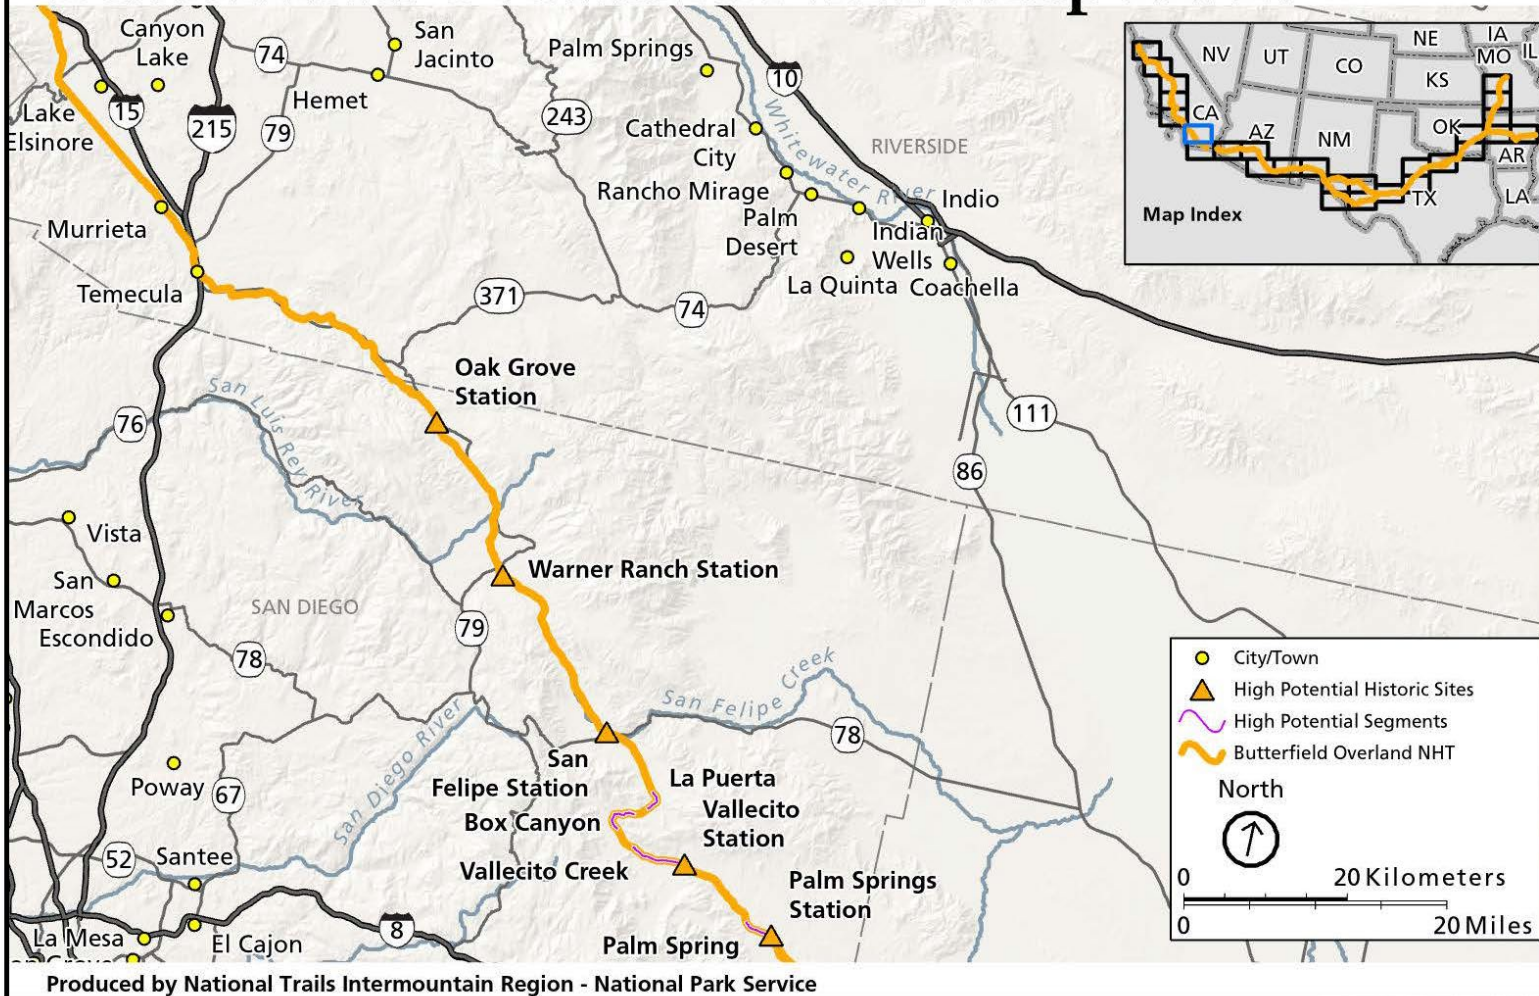 Canyon
Lake
San
Jacinto
74
Palm Springs
10
15
215
Hemet
79
243
Lake
Elsinore
Cathedral
City
Whitewater River
RIVERSIDE
Rancho Mirage
Indio
Palm
Desert
Indian
Wells
Murrieta
La Quinta
Coachella
Temecula
371
74
Oak Grove
Station
San Luis Rey River
76
111
86
Vista
San
Marcos
Escondido
SAN DIEGO
Warner Ranch Station
79
78
San Felipe Creek
78
San Diego River
San
Felipe Station
La Puerta
Box Canyon
Vallecito
Station
Poway
67
Vallecito Creek
52
Santee
Palm Springs
Station
Palm Spring
8
La Mesa
El Cajon
NV
UT
CO
NE
IA
MO
IL
KS
CA
AZ
NM
OK
AR
TX
LA
Map Index
City/Town
High Potential Historic Sites
High Potential Segments
Butterfield Overland NHT
North
0 20 Kilometers
0 20 Miles
Produced by National Trails Intermountain Region - National Park Service